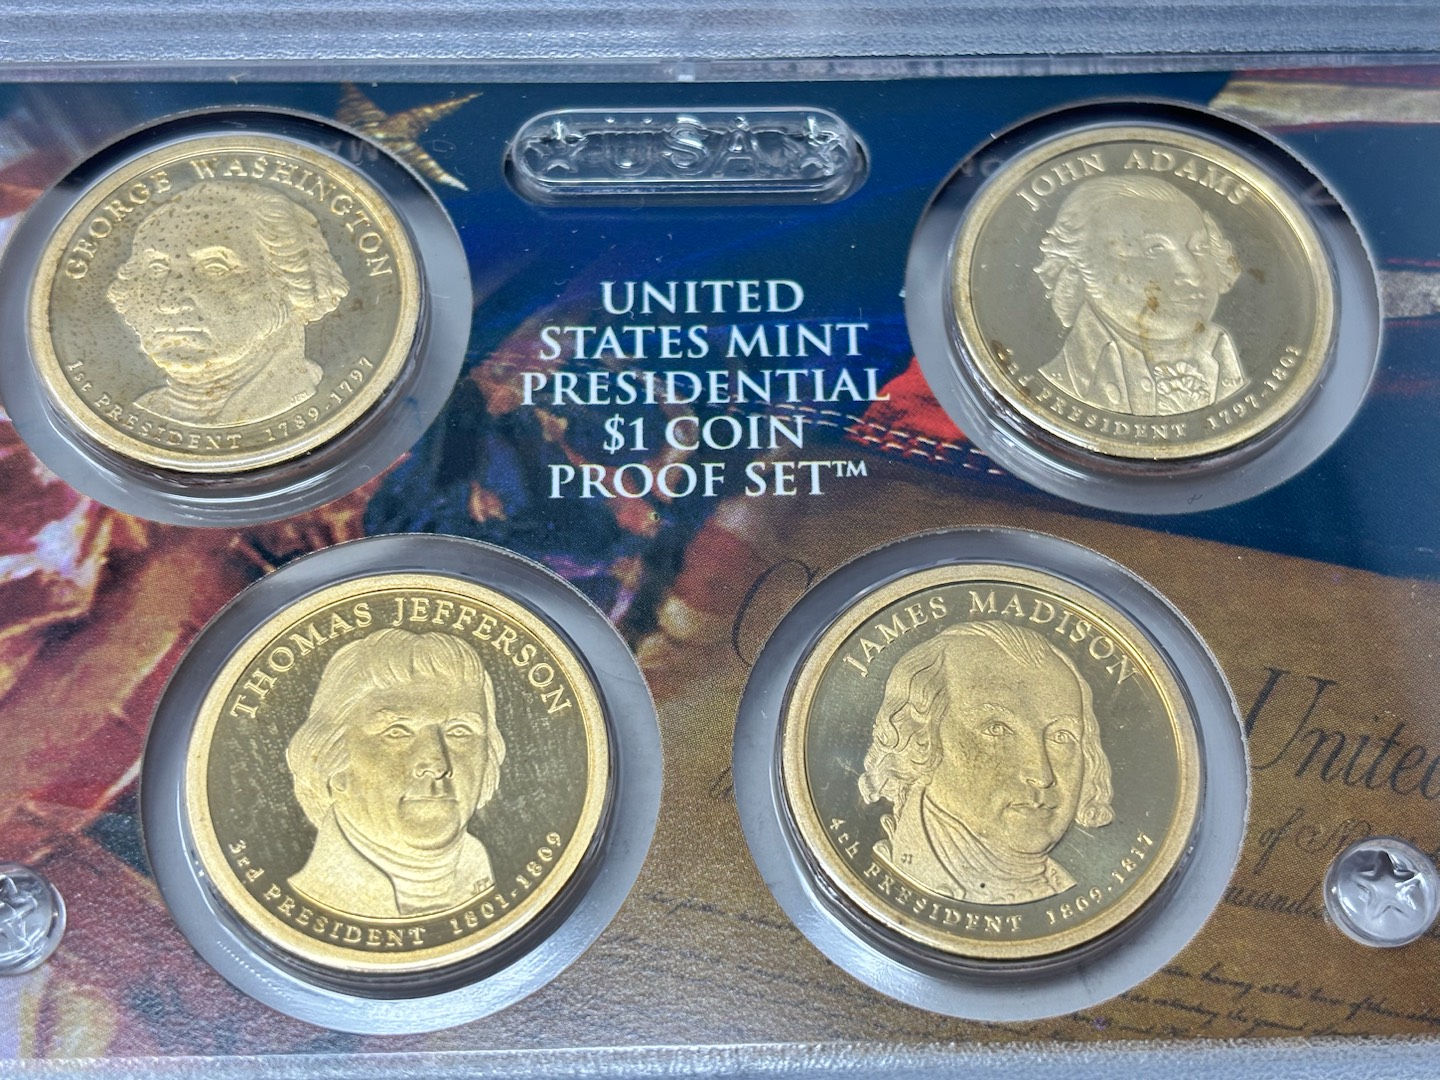 GEORGE WASHINGTON
1st PRESIDENT 1789-1797
USA
JOHN ADAMS
PRESIDENT 1797-1801
UNITED
STATES MINT
PRESIDENTIAL
$1 COIN
PROOF SET™
THOMAS JEFFERSON
3rd PRESIDENT 1801-1809
JAMES MADISON
4th PRESIDENT 1809-1817
United
of